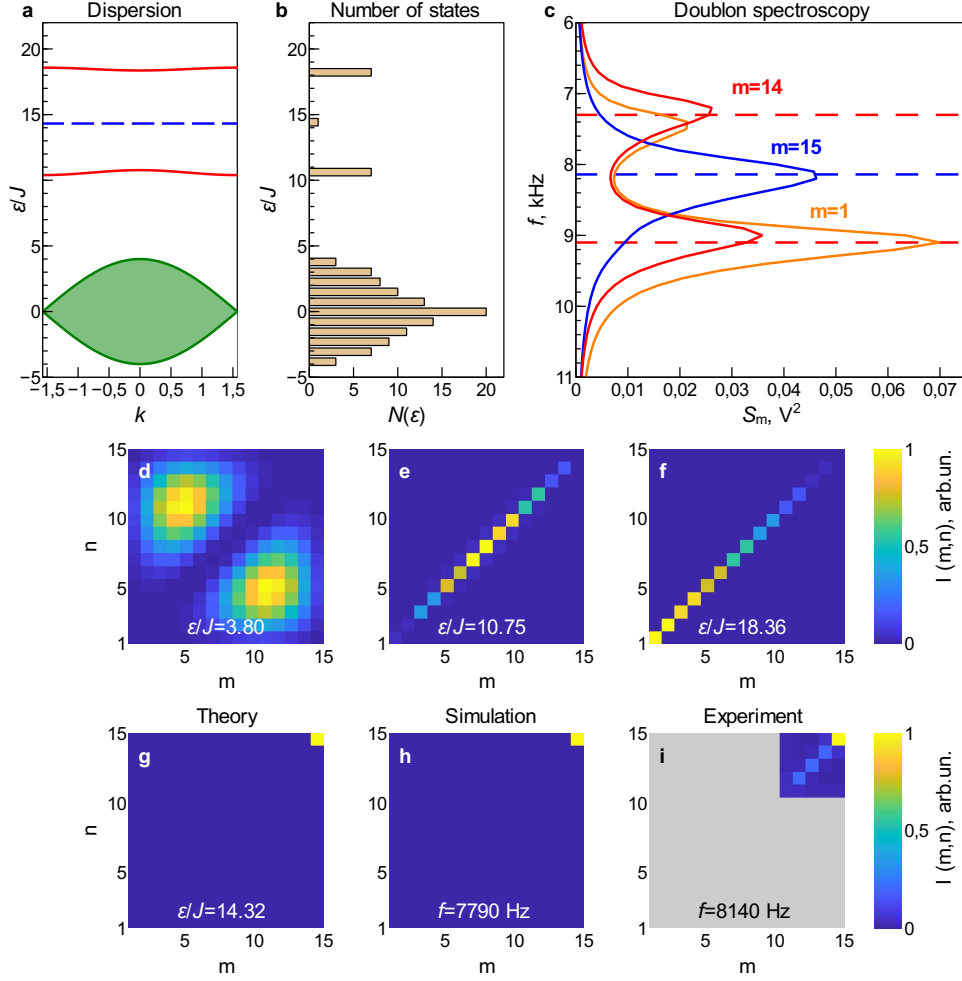 a Dispersion b Number of states c Doublon spectroscopy
ε/J
20
15
10
5
0
−5
−1,5 −1 −0,5 0 0,5 1 1,5
k
ε/J
20
15
10
5
0
−5
0 5 10 15 20
N(ε)
f, kHz
6
7
8
9
10
11
m=14
m=15
m=1
0 0,01 0,02 0,03 0,04 0,05 0,06 0,07
Sm, V²
d
n
15
10
5
1
ε/J=3.80
5 10 15
m
e
15
10
5
1
ε/J=10.75
5 10 15
m
f
15
10
5
1
ε/J=18.36
5 10 15
m
1
0,5
0
I (m,n), arb.un.
Theory Simulation Experiment
g
n
15
10
5
1
ε/J=14.32
5 10 15
m
h
15
10
5
1
f=7790 Hz
5 10 15
m
i
15
10
5
1
f=8140 Hz
5 10 15
m
1
0,5
0
I (m,n), arb.un.